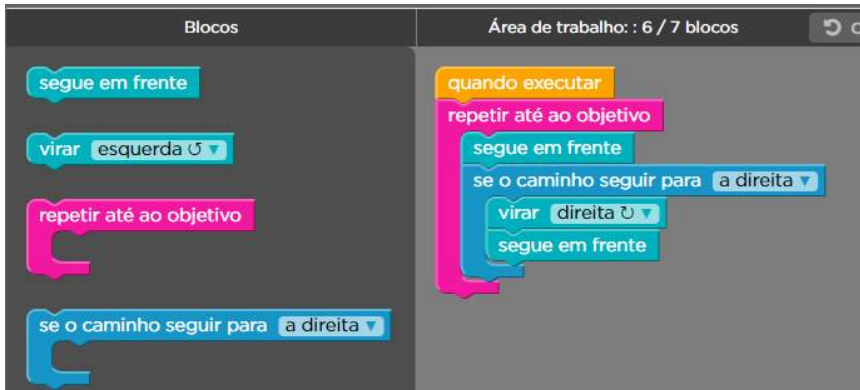 Blocos
Área de trabalho: : 6 / 7 blocos
segue em frente
virar esquerda ↺ ▼
repetir até ao objetivo
se o caminho seguir para a direita ▼
quando executar
repetir até ao objetivo
segue em frente
se o caminho seguir para a direita ▼
virar direita ↻ ▼
segue em frente